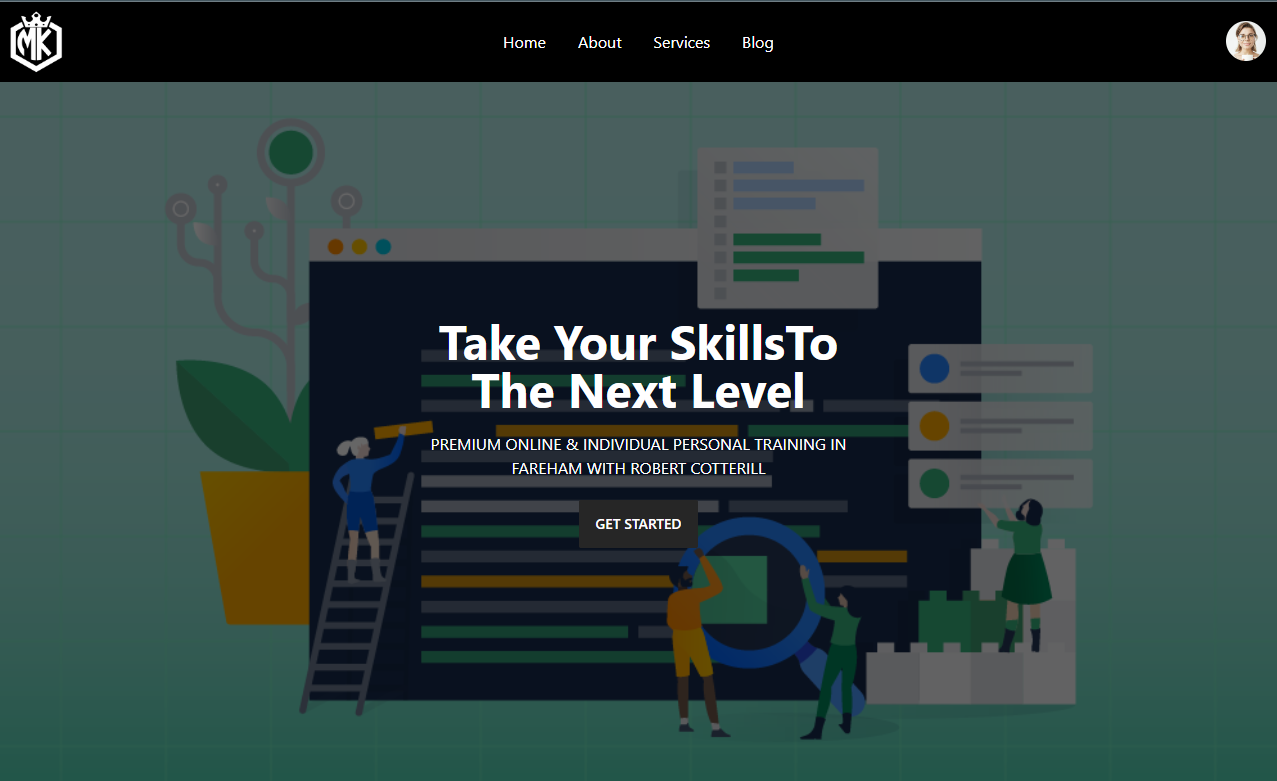 MK
Home About Services Blog
Take Your SkillsTo
The Next Level
PREMIUM ONLINE & INDIVIDUAL PERSONAL TRAINING IN
FAREHAM WITH ROBERT COTTERILL
GET STARTED